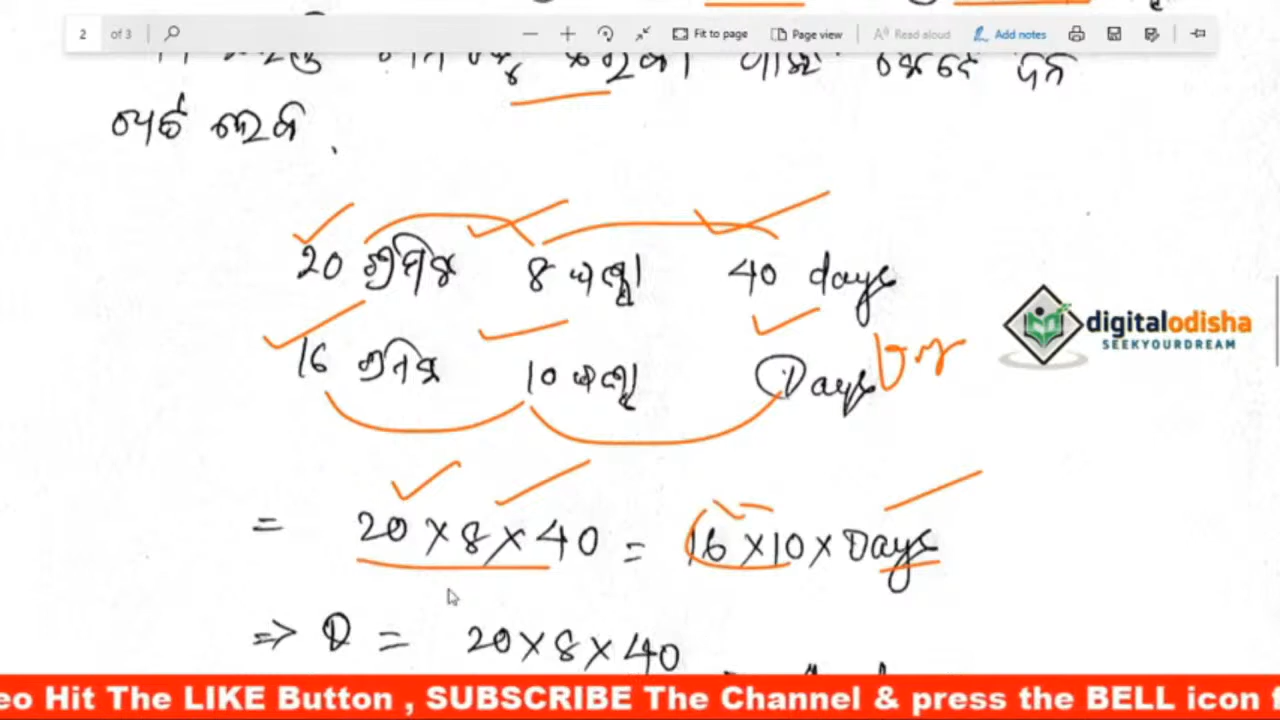 2 of 3 Fit to page Page view Read aloud Add notes
ଦିନ
20 ଶ୍ରମିକ 8 ଘଣ୍ଟା 40 days
16 ଶ୍ରମିକ 10 ଘଣ୍ଟା Days
digitalodisha
SEEKYOURDREAM
= 20 × 8 × 40 = 16 × 10 × Days
⇒ D = 20 × 8 × 40
eo Hit The LIKE Button , SUBSCRIBE The Channel & press the BELL icon f